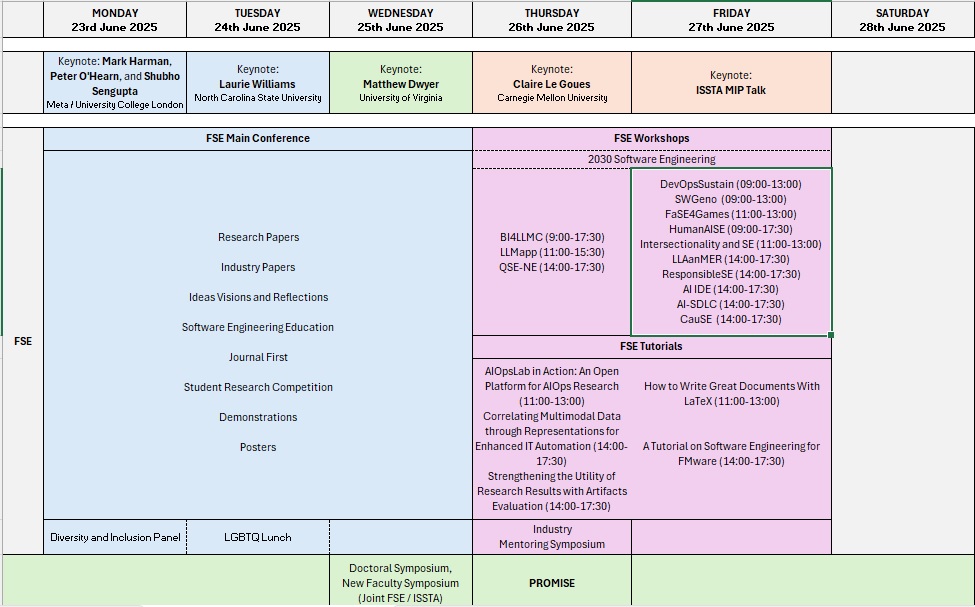 MONDAY
23rd June 2025
TUESDAY
24th June 2025
WEDNESDAY
25th June 2025
THURSDAY
26th June 2025
FRIDAY
27th June 2025
SATURDAY
28th June 2025
Keynote: Mark Harman,
Peter O'Hearn, and Shubho
Sengupta
Meta / University College London
Keynote:
Laurie Williams
North Carolina State University
Keynote:
Matthew Dwyer
University of Virginia
Keynote:
Claire Le Goues
Carnegie Mellon University
Keynote:
ISSTA MIP Talk
FSE
FSE Main Conference
Research Papers
Industry Papers
Ideas Visions and Reflections
Software Engineering Education
Journal First
Student Research Competition
Demonstrations
Posters
FSE Workshops
2030 Software Engineering
BI4LLMC (9:00-17:30)
LLMapp (11:00-15:30)
QSE-NE (14:00-17:30)
DevOpsSustain (09:00-13:00)
SWGeno (09:00-13:00)
FaSE4Games (11:00-13:00)
HumanAISE (09:00-17:30)
Intersectionality and SE (11:00-13:00)
LLAanMER (14:00-17:30)
ResponsibleSE (14:00-17:30)
AI IDE (14:00-17:30)
AI-SDLC (14:00-17:30)
CauSE (14:00-17:30)
FSE Tutorials
AIOpsLab in Action: An Open
Platform for AIOps Research
(11:00-13:00)
Correlating Multimodal Data
through Representations for
Enhanced IT Automation (14:00-
17:30)
Strengthening the Utility of
Research Results with Artifacts
Evaluation (14:00-17:30)
How to Write Great Documents With
LaTeX (11:00-13:00)
A Tutorial on Software Engineering for
FMware (14:00-17:30)
Diversity and Inclusion Panel
LGBTQ Lunch
Industry
Mentoring Symposium
Doctoral Symposium,
New Faculty Symposium
(Joint FSE / ISSTA)
PROMISE